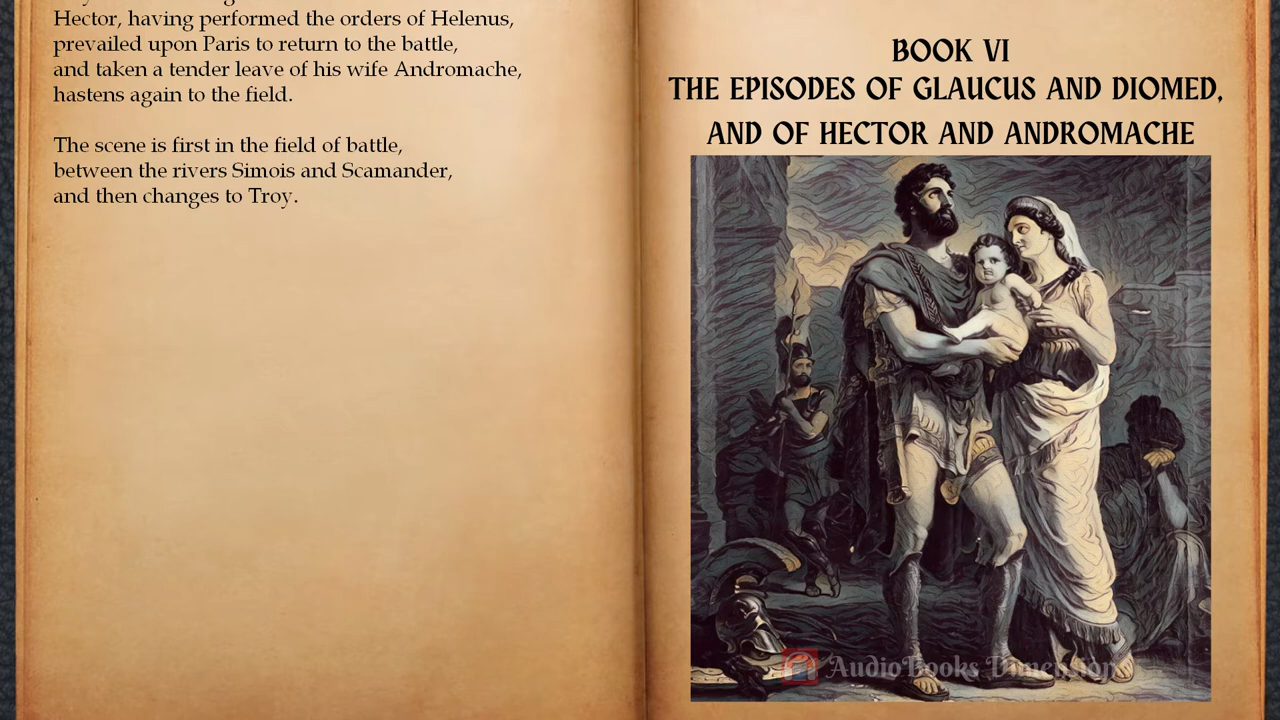 Hector, having performed the orders of Helenus,
prevailed upon Paris to return to the battle,
and taken a tender leave of his wife Andromache,
hastens again to the field.
The scene is first in the field of battle,
between the rivers Simois and Scamander,
and then changes to Troy.
BOOK VI
THE EPISODES OF GLAUCUS AND DIOMED,
AND OF HECTOR AND ANDROMACHE
AudioBooks Dimension